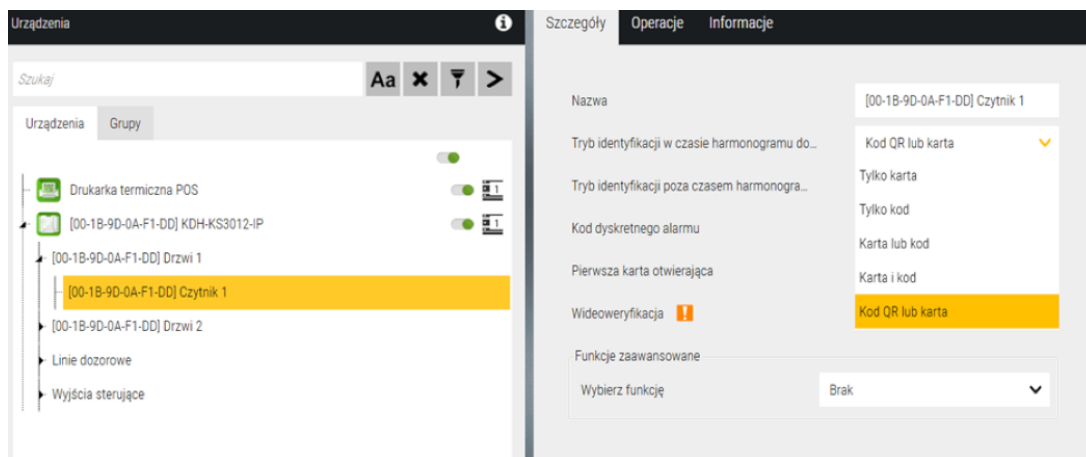 Urządzenia
Szukaj
Aa
Urządzenia Grupy
Drukarka termiczna POS 1
[00-1B-9D-0A-F1-DD] KDH-KS3012-IP 1
[00-1B-9D-0A-F1-DD] Drzwi 1
[00-1B-9D-0A-F1-DD] Czytnik 1
[00-1B-9D-0A-F1-DD] Drzwi 2
Linie dozorowe
Wyjścia sterujące
Szczegóły Operacje Informacje
Nazwa [00-1B-9D-0A-F1-DD] Czytnik 1
Tryb identyfikacji w czasie harmonogramu do... Kod QR lub karta
Tylko karta
Tryb identyfikacji poza czasem harmonogra...
Tylko kod
Kod dyskretnego alarmu
Karta lub kod
Pierwsza karta otwierająca
Karta i kod
Wideoweryfikacja Kod QR lub karta
Funkcje zaawansowane
Wybierz funkcję Brak